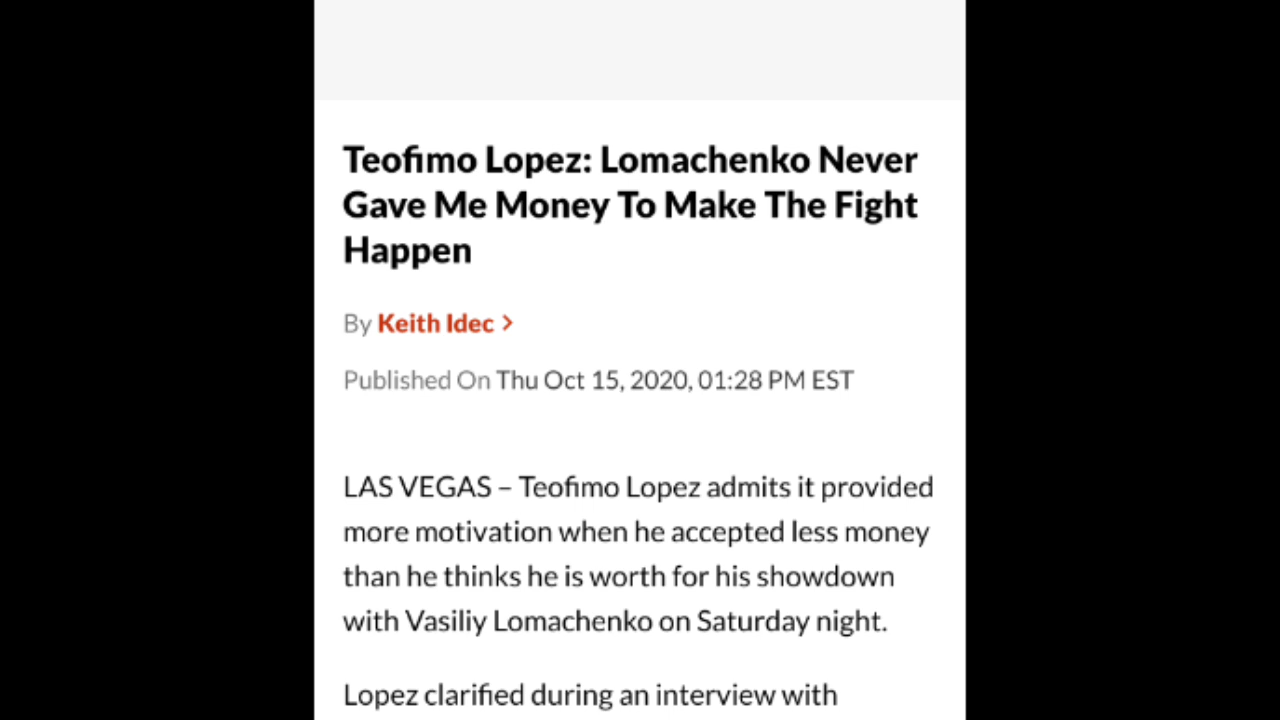 Teofimo Lopez: Lomachenko Never
Gave Me Money To Make The Fight
Happen
By Keith Idec >
Published On Thu Oct 15, 2020, 01:28 PM EST
LAS VEGAS – Teofimo Lopez admits it provided
more motivation when he accepted less money
than he thinks he is worth for his showdown
with Vasiliy Lomachenko on Saturday night.
Lopez clarified during an interview with